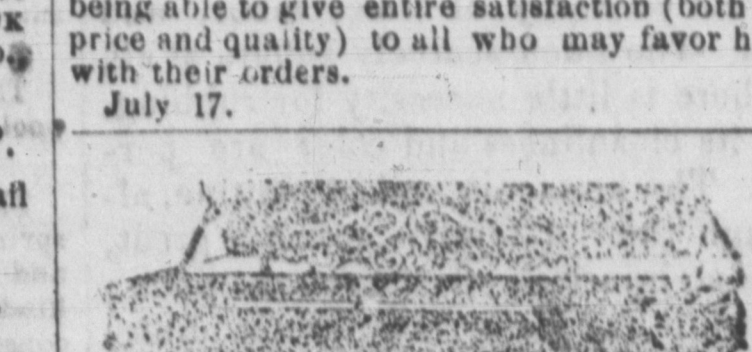 being able to give entire satisfaction (both
price and quality) to all who may favor
with their orders.
July 17.